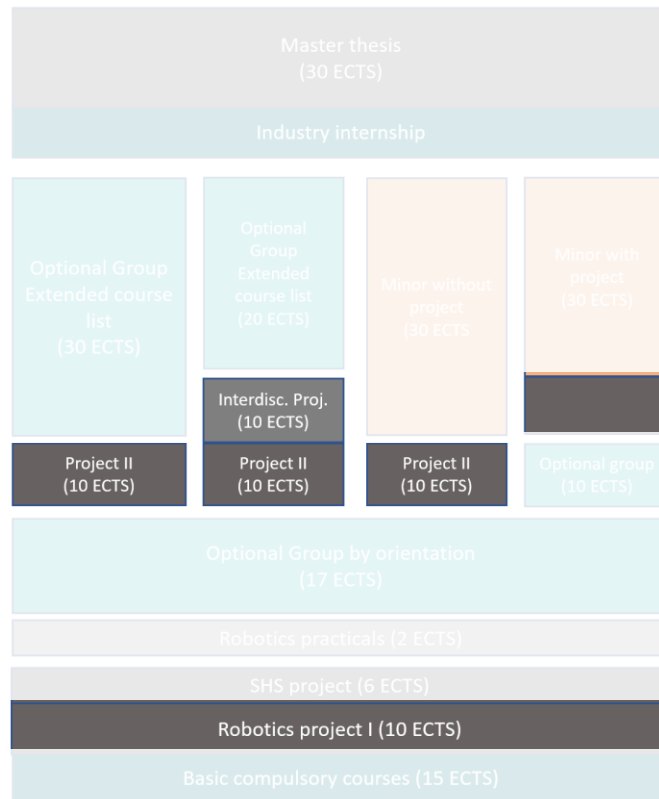 Master thesis
(30 ECTS)
Industry internship
Optional Group
Extended course
list
(30 ECTS)
Optional
Group
Extended
course list
(20 ECTS)
Interdisc. Proj.
(10 ECTS)
Minor without
project
(30 ECTS
Minor with
project
(30 ECTS)
Project II
(10 ECTS)
Project II
(10 ECTS)
Project II
(10 ECTS)
Optional group
(10 ECTS)
Optional Group by orientation
(17 ECTS)
Robotics practicals (2 ECTS)
SHS project (6 ECTS)
Robotics project I (10 ECTS)
Basic compulsory courses (15 ECTS)